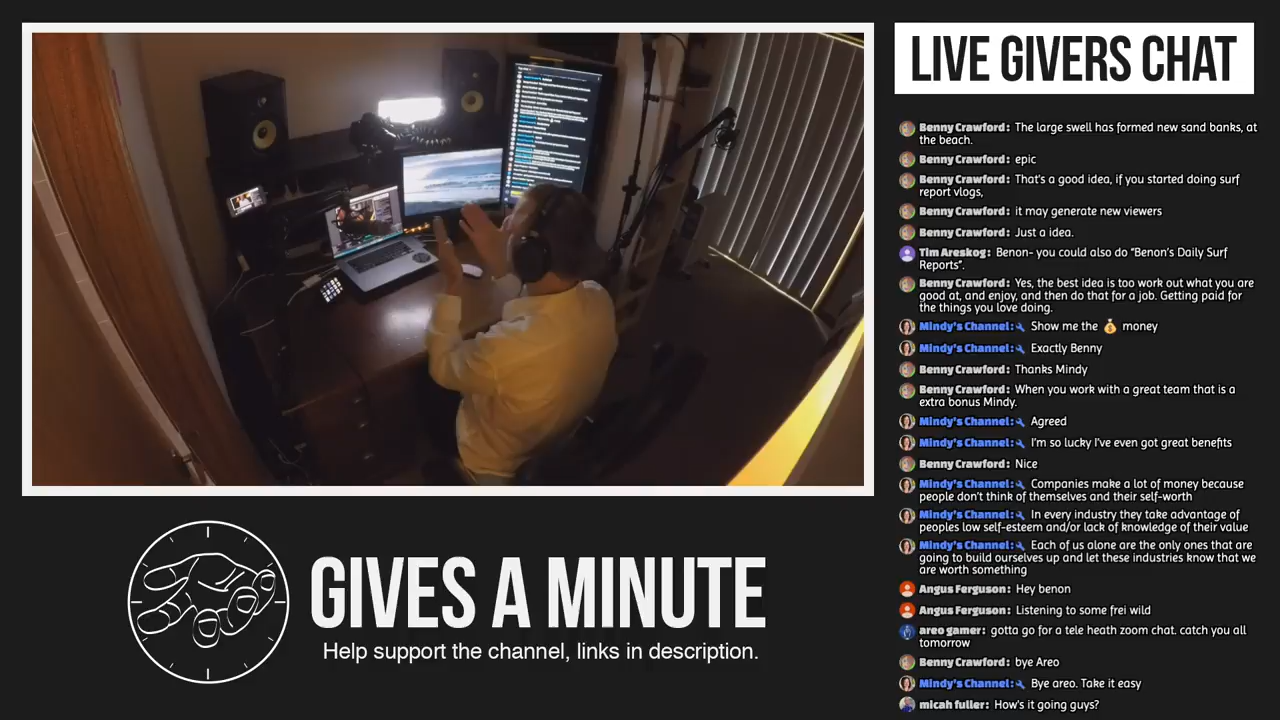 LIVE GIVERS CHAT
Benny Crawford: The large swell has formed new sand banks, at
the beach.
Benny Crawford: epic
Benny Crawford: That's a good idea, if you started doing surf
report vlogs,
Benny Crawford: it may generate new viewers
Benny Crawford: Just a idea.
Tim Areskog: Benon- you could also do "Benon's Daily Surf
Reports".
Benny Crawford: Yes, the best idea is too work out what you are
good at, and enjoy, and then do that for a job. Getting paid for
the things you love doing.
Mindy's Channel: Show me the 💰 money
Mindy's Channel: Exactly Benny
Benny Crawford: Thanks Mindy
Benny Crawford: When you work with a great team that is a
extra bonus Mindy.
Mindy's Channel: Agreed
Mindy's Channel: I'm so lucky I've even got great benefits
Benny Crawford: Nice
Mindy's Channel: Companies make a lot of money because
people don't think of themselves and their self-worth
Mindy's Channel: In every industry they take advantage of
peoples low self-esteem and/or lack of knowledge of their value
Mindy's Channel: Each of us alone are the only ones that are
going to build ourselves up and let these industries know that we
are worth something
Angus Ferguson: Hey benon
Angus Ferguson: Listening to some frei wild
areo gamer: gotta go for a tele heath zoom chat. catch you all
tomorrow
Benny Crawford: bye Areo
Mindy's Channel: Bye areo. Take it easy
micah fuller: How's it going guys?
GIVES A MINUTE
Help support the channel, links in description.